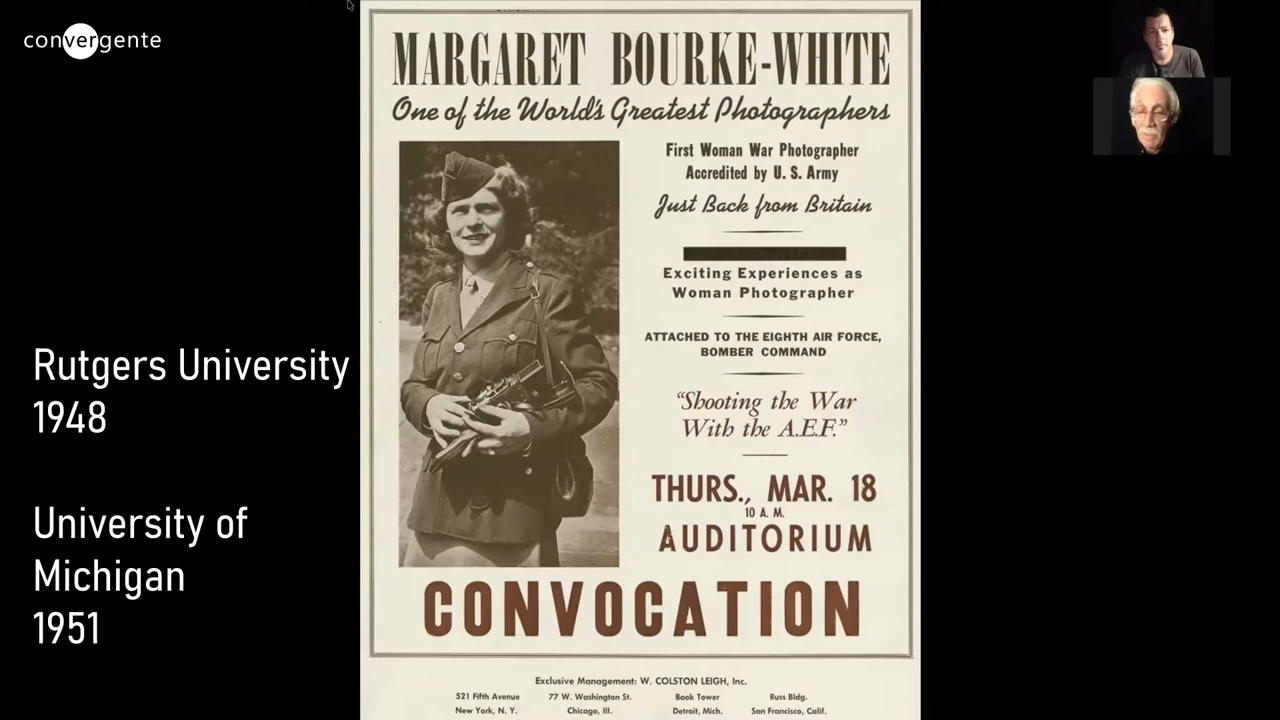 convergente
MARGARET BOURKE-WHITE
One of the World's Greatest Photographers
First Woman War Photographer
Accredited by U. S. Army
Just Back from Britain
Exciting Experiences as
Woman Photographer
ATTACHED TO THE EIGHTH AIR FORCE,
BOMBER COMMAND
“Shooting the War
With the A.E.F.”
THURS., MAR. 18
10 A. M.
AUDITORIUM
CONVOCATION
Exclusive Management: W. COLSTON LEIGH, Inc.
521 Fifth Avenue
New York, N. Y.
77 W. Washington St.
Chicago, Ill.
Book Tower
Detroit, Mich.
Russ Bldg.
San Francisco, Calif.
Rutgers University
1948
University of
Michigan
1951